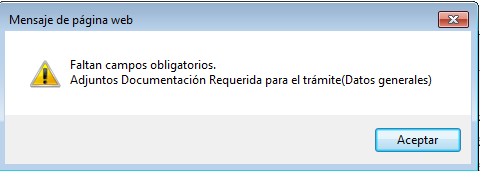 Mensaje de página web
Faltan campos obligatorios.
Adjuntos Documentación Requerida para el trámite(Datos generales)
Aceptar